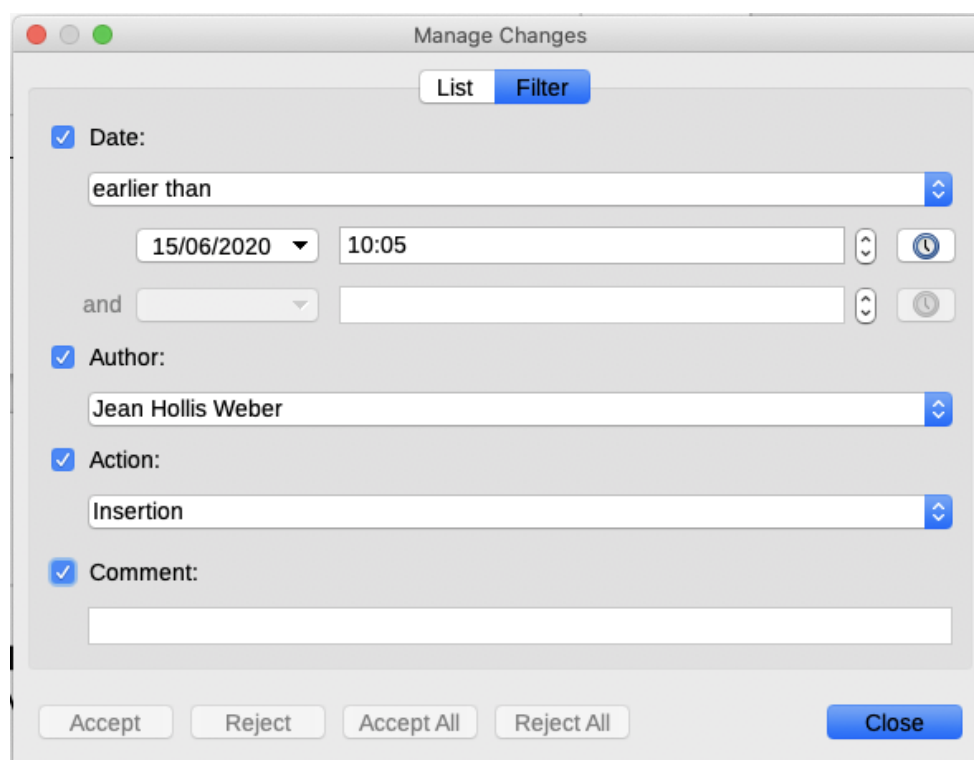 Manage Changes
List Filter
Date:
earlier than
15/06/2020 10:05
and
Author:
Jean Hollis Weber
Action:
Insertion
Comment:
Accept Reject Accept All Reject All Close